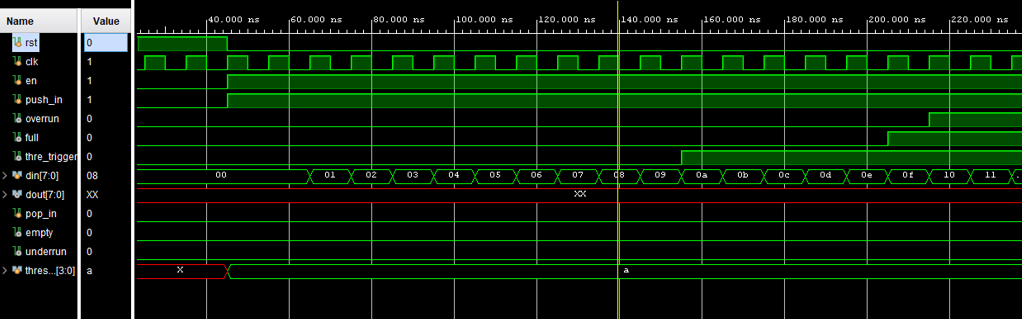 Name Value 40.000 ns 60.000 ns 80.000 ns 100.000 ns 120.000 ns 140.000 ns 160.000 ns 180.000 ns 200.000 ns 220.000 ns
rst 0
clk 1
en 1
push_in 1
overrun 0
full 0
thre_trigger 0
din[7:0] 08 00 01 02 03 04 05 06 07 08 09 0a 0b 0c 0d 0e 0f 10 11 .
dout[7:0] XX XX
pop_in 0
empty 0
underrun 0
thres...[3:0] a X a